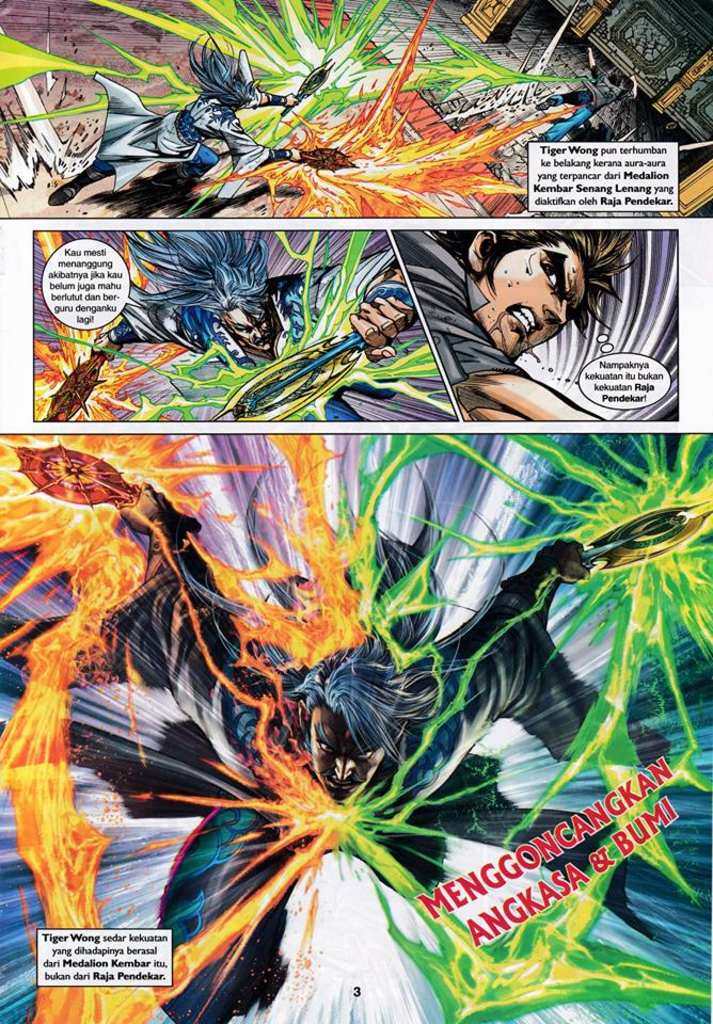 Tiger Wong pun terhumban
ke belakang kerana aura-aura
yang terpancar dari Medalion
Kembar Senang Lenang yang
diaktifkan oleh Raja Pendekar.
Kau mesti
menanggung
akibatnya jika kau
belum juga mahu
berlutut dan ber-
guru denganku
lagi!
Nampaknya
kekuatan itu bukan
kekuatan Raja
Pendekar!
MENGGONCANGKAN
ANGKASA & BUMI
Tiger Wong sedar kekuatan
yang dihadapinya berasal
dari Medalion Kembar itu,
bukan dari Raja Pendekar.
3